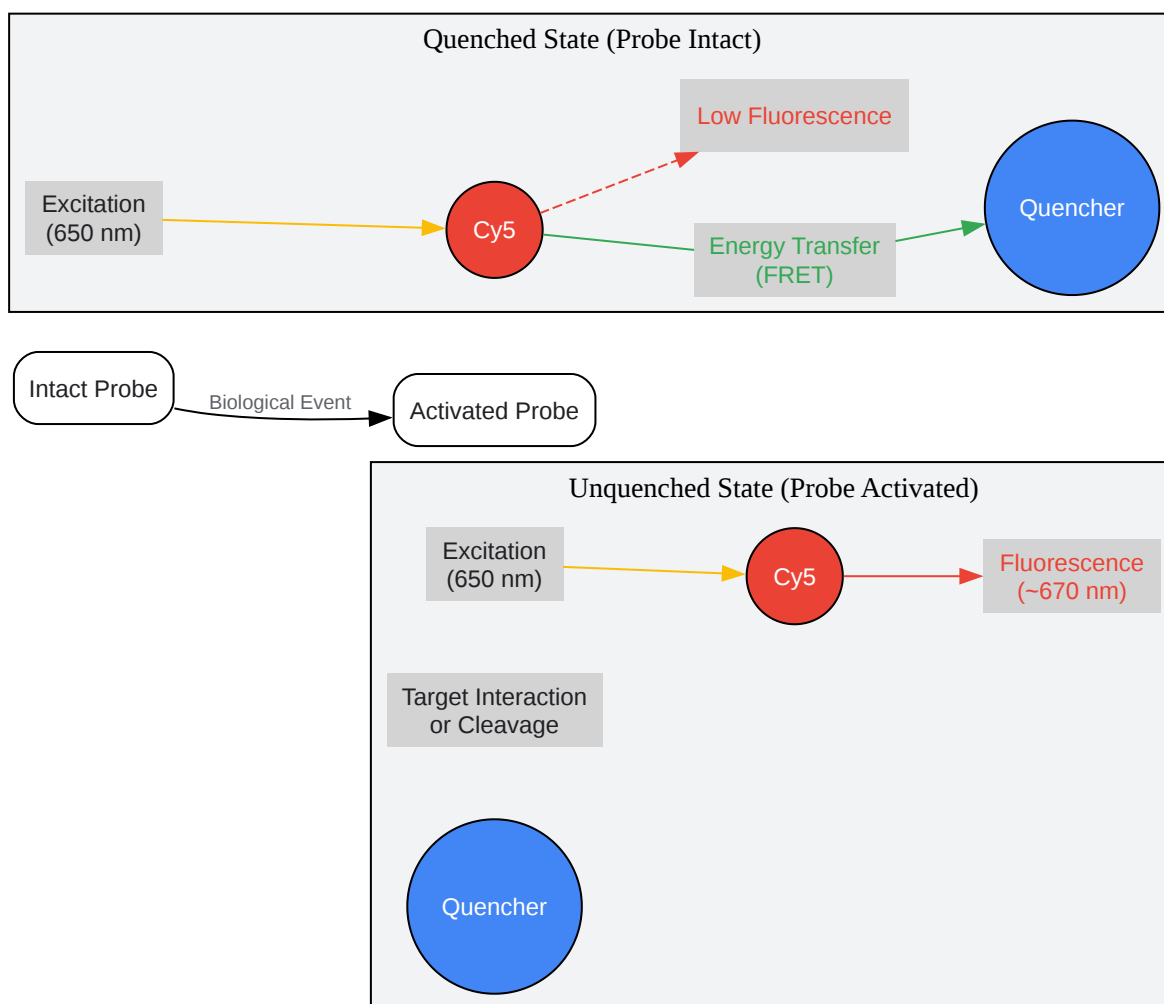 Quenched State (Probe Intact)
Low Fluorescence
Excitation
(650 nm)
Cy5
Energy Transfer
(FRET)
Quencher
Intact Probe
Biological Event
Activated Probe
Unquenched State (Probe Activated)
Excitation
(650 nm)
Cy5
Fluorescence
(~670 nm)
Target Interaction
or Cleavage
Quencher